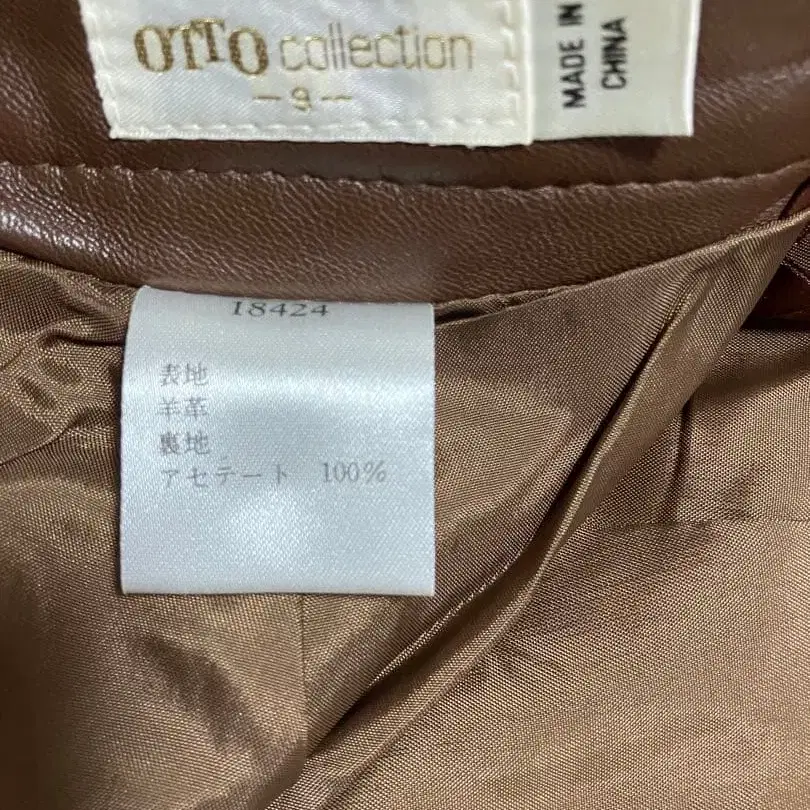 OTTO collection
— 9 —
MADE IN
CHINA
18424
表地
羊革
裏地
アセテート 100%